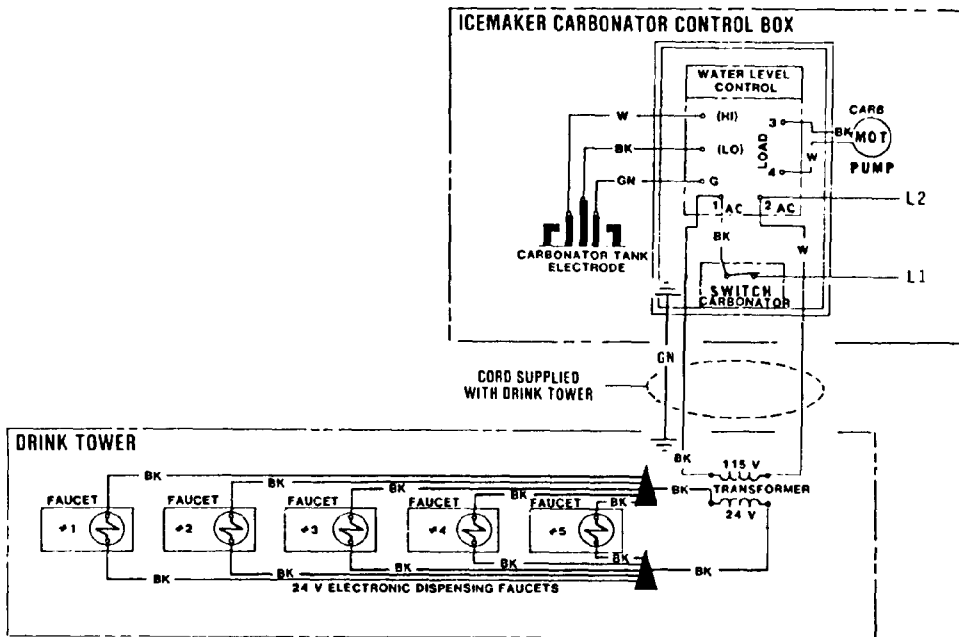 ICEMAKER CARBONATOR CONTROL BOX
WATER LEVEL
CONTROL
W
(HI)
3
CARB
BK
MOT
BK
(LO)
LOAD
W
PUMP
GN
G
4
L2
1
AC
2
AC
CARBONATOR TANK
ELECTRODE
BK
W
SWITCH
CARBONATOR
L1
GN
CORD SUPPLIED
WITH DRINK TOWER
DRINK TOWER
BK
115 V
BK
BK
BK
BK
TRANSFORMER
FAUCET
FAUCET
FAUCET
FAUCET
FAUCET
BK
BK
24 V
#1
#2
#3
#4
#5
BK
BK
BK
BK
BK
BK
24 V ELECTRONIC DISPENSING FAUCETS